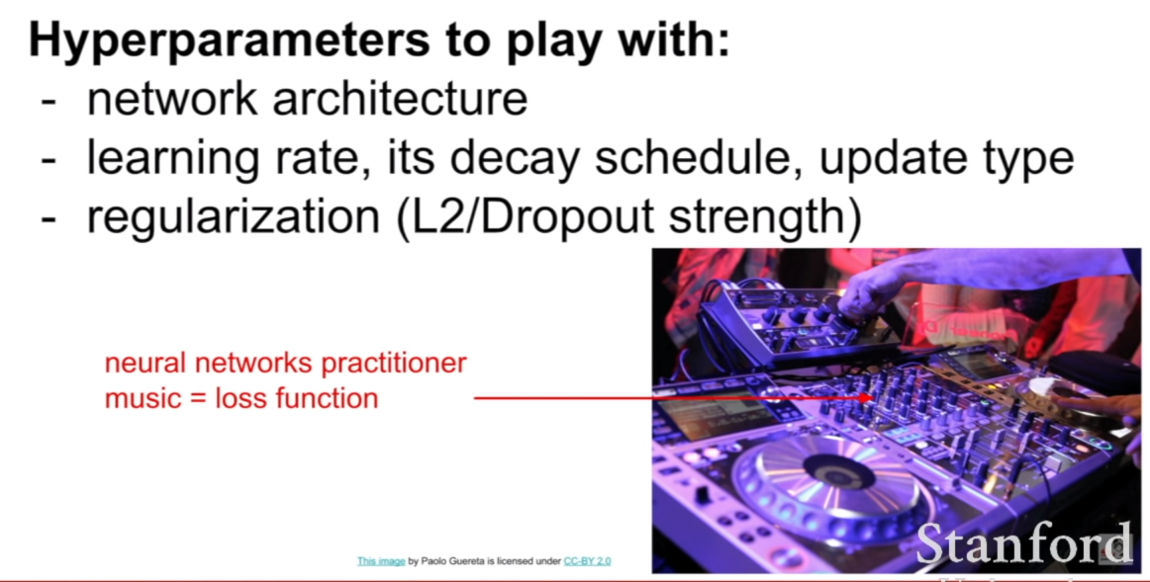 Hyperparameters to play with:
- network architecture
- learning rate, its decay schedule, update type
- regularization (L2/Dropout strength)
neural networks practitioner
music = loss function
This image by Paolo Guereta is licensed under CC-BY 2.0
Stanford